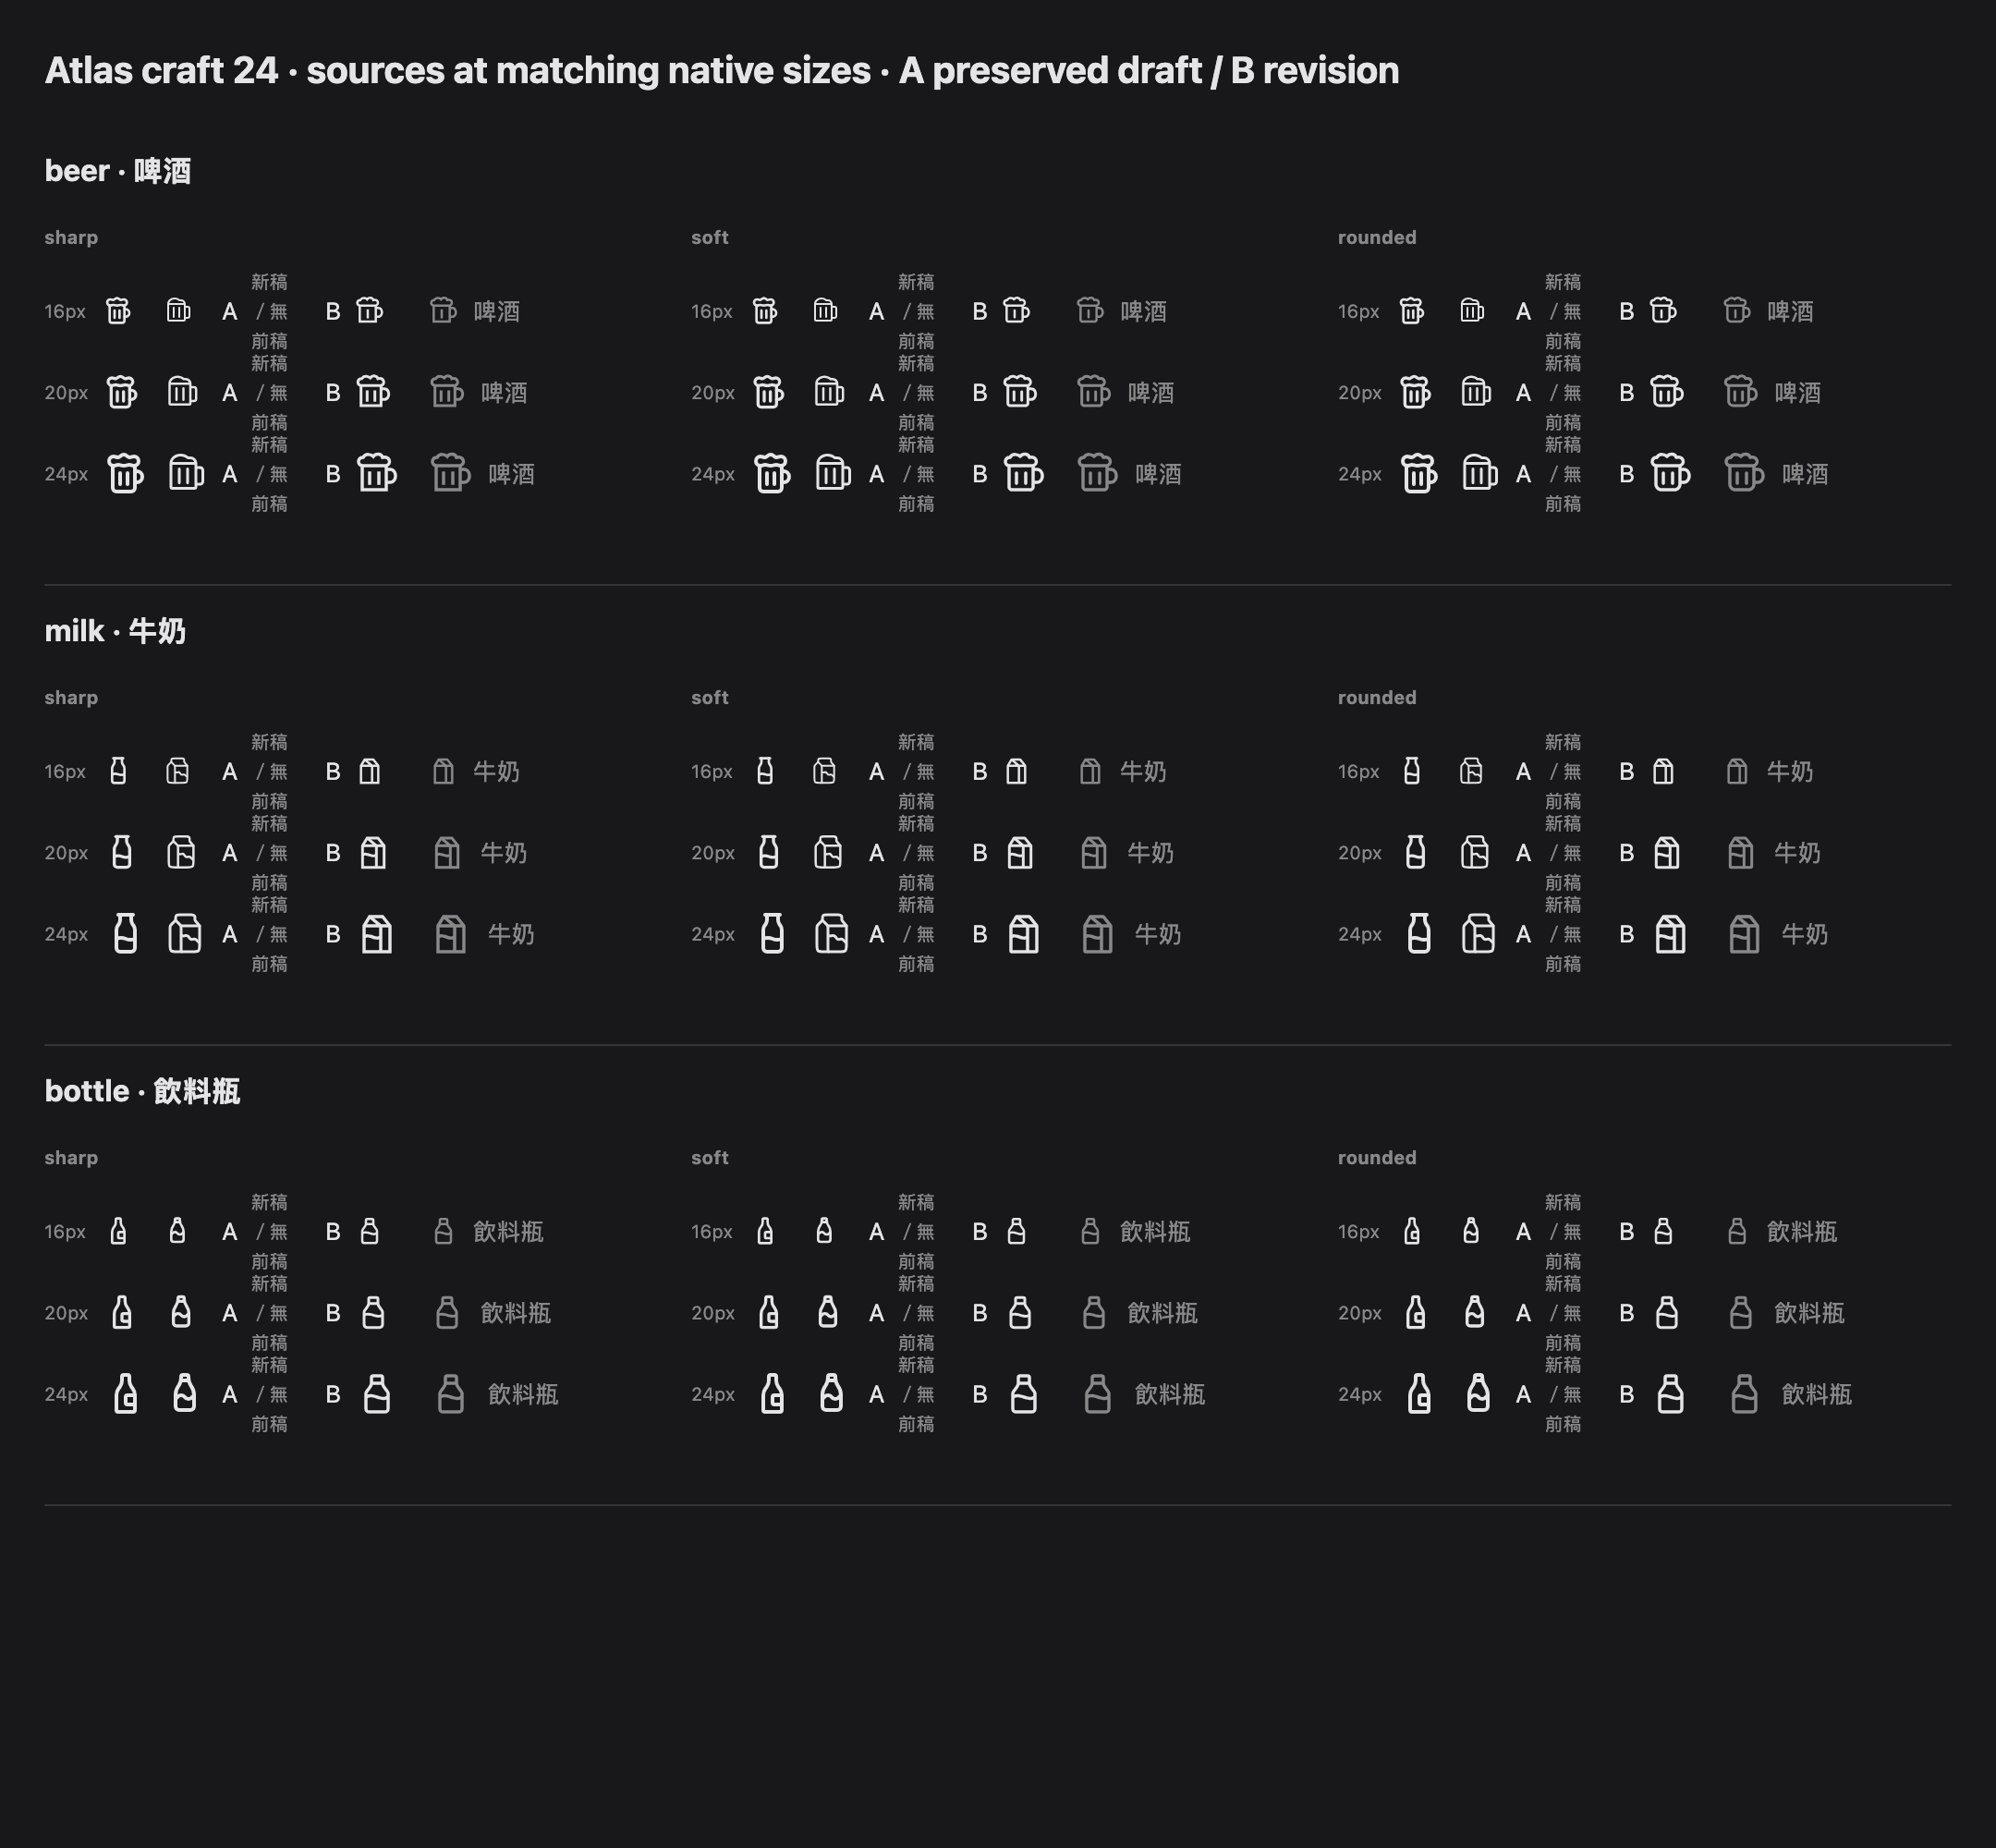 Atlas craft 24 · sources at matching native sizes · A preserved draft / B revision
beer · 啤酒
sharp
16px A 新稿 / 無前稿 B 啤酒
20px A 新稿 / 無前稿 B 啤酒
24px A 新稿 / 無前稿 B 啤酒
soft
16px A 新稿 / 無前稿 B 啤酒
20px A 新稿 / 無前稿 B 啤酒
24px A 新稿 / 無前稿 B 啤酒
rounded
16px A 新稿 / 無前稿 B 啤酒
20px A 新稿 / 無前稿 B 啤酒
24px A 新稿 / 無前稿 B 啤酒
milk · 牛奶
sharp
16px A 新稿 / 無前稿 B 牛奶
20px A 新稿 / 無前稿 B 牛奶
24px A 新稿 / 無前稿 B 牛奶
soft
16px A 新稿 / 無前稿 B 牛奶
20px A 新稿 / 無前稿 B 牛奶
24px A 新稿 / 無前稿 B 牛奶
rounded
16px A 新稿 / 無前稿 B 牛奶
20px A 新稿 / 無前稿 B 牛奶
24px A 新稿 / 無前稿 B 牛奶
bottle · 飲料瓶
sharp
16px A 新稿 / 無前稿 B 飲料瓶
20px A 新稿 / 無前稿 B 飲料瓶
24px A 新稿 / 無前稿 B 飲料瓶
soft
16px A 新稿 / 無前稿 B 飲料瓶
20px A 新稿 / 無前稿 B 飲料瓶
24px A 新稿 / 無前稿 B 飲料瓶
rounded
16px A 新稿 / 無前稿 B 飲料瓶
20px A 新稿 / 無前稿 B 飲料瓶
24px A 新稿 / 無前稿 B 飲料瓶